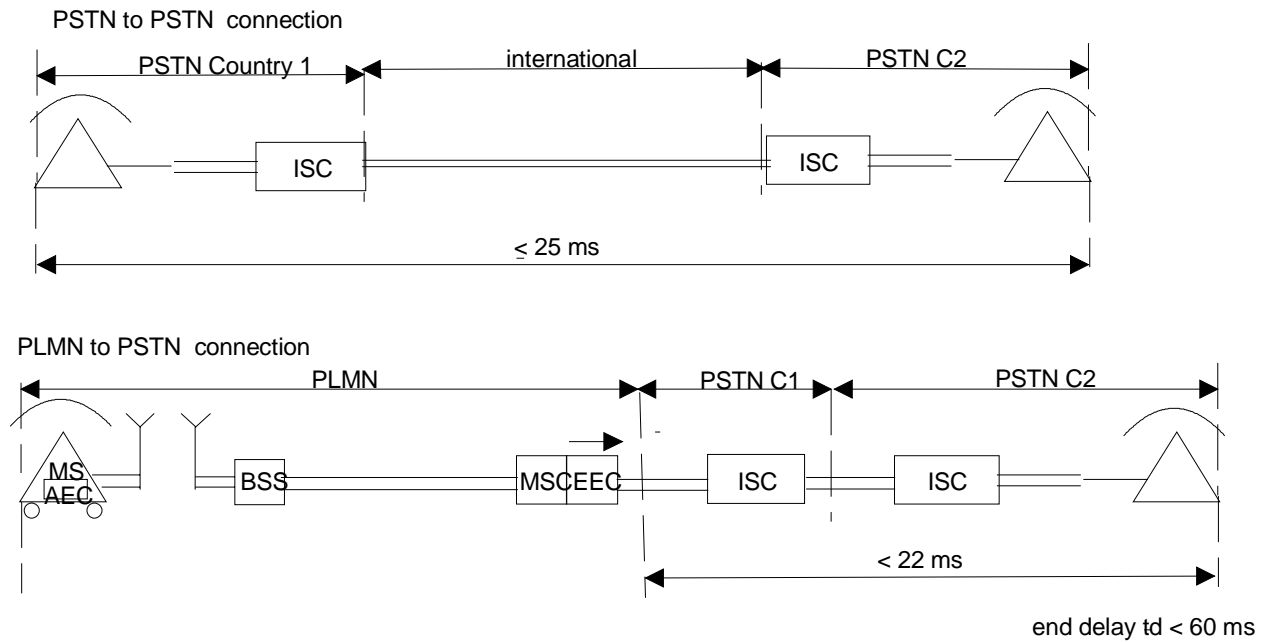 PSTN to PSTN connection
PSTN Country 1
international
PSTN C2
ISC
ISC
≤ 25 ms
PLMN to PSTN connection
PLMN
PSTN C1
PSTN C2
MS
AEC
BSS
MSC
EEC
ISC
ISC
< 22 ms
end delay td < 60 ms